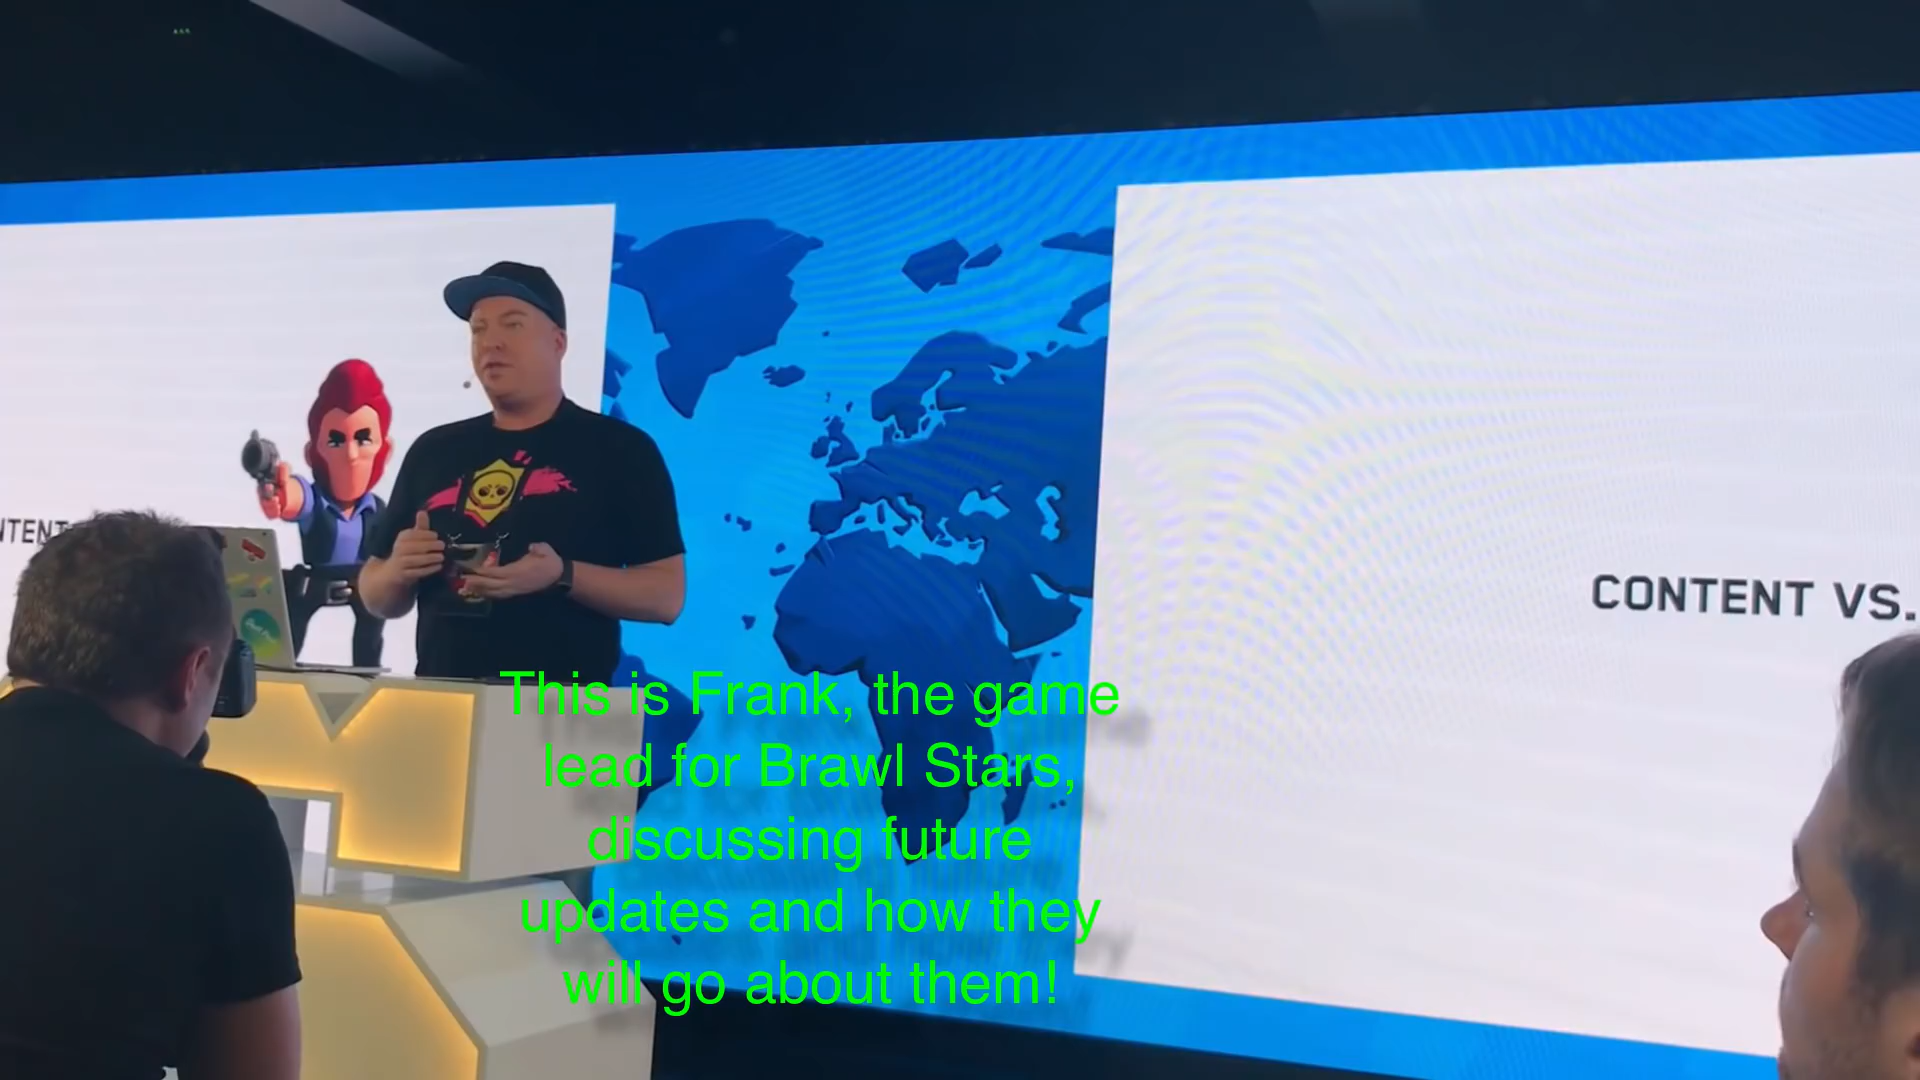 NTENT
CONTENT VS.
This is Frank, the game
lead for Brawl Stars,
discussing future
updates and how they
will go about them!